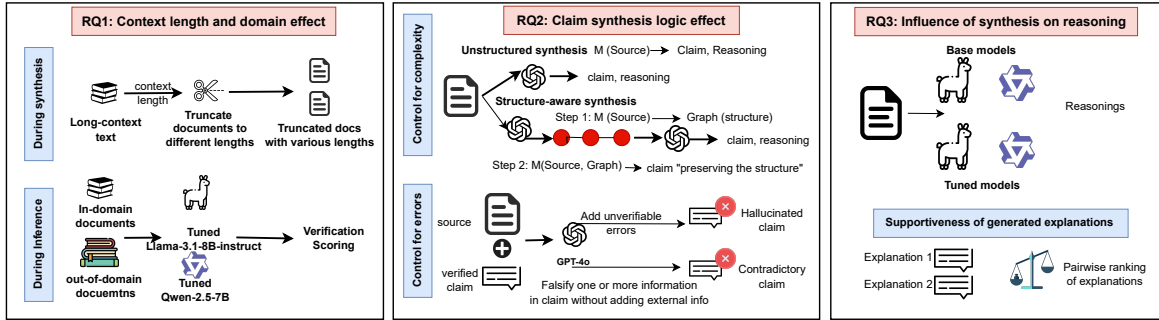 RQ1: Context length and domain effect
During synthesis
context
length
Long-context
text
Truncate
documents to
different lengths
Truncated docs
with various lengths
During Inference
In-domain
documents
out-of-domain
docuemtns
Tuned
Llama-3.1-8B-instruct
Tuned
Qwen-2.5-7B
Verification
Scoring
RQ2: Claim synthesis logic effect
Control for complexity
Unstructured synthesis M (Source) Claim, Reasoning
claim, reasoning
Structure-aware synthesis
Step 1: M (Source) Graph (structure)
claim, reasoning
Step 2: M(Source, Graph) claim "preserving the structure"
Control for errors
source
verified
claim
GPT-4o
Add unverifiable
errors
Hallucinated
claim
Contradictory
claim
Falsify one or more information
in claim without adding external info
RQ3: Influence of synthesis on reasoning
Base models
Reasonings
Tuned models
Supportiveness of generated explanations
Explanation 1
Explanation 2
Pairwise ranking
of explanations